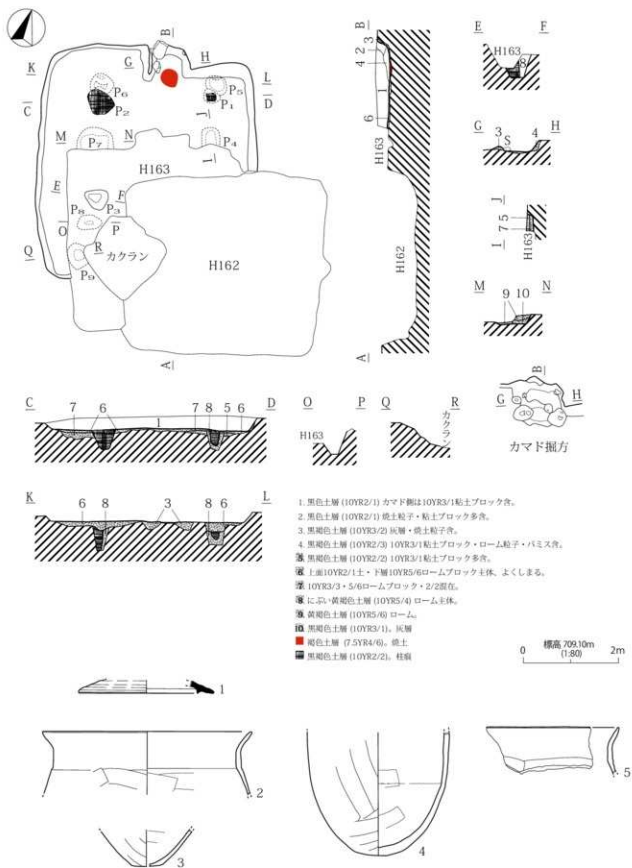 B
G
H
K
L
C
D
P6
P2
P5
P1
J
M
N
P7
P4
I
H163
E
F
P8
P3
O
P
Q
R
P9
カクラン
H162
A
B
3
2
4
1
6
H163
H162
A
E F
H163
8
G H
3 S 4
J
5
7
I
H163
M N
9 10
B
G H
カマド掘方
C D
7 6 1 7 8 5 6
O P
H163
Q R
カクラン
K L
6 8 3 8 6
1. 黒色土層 (10YR2/1) カマド側は10YR3/1粘土ブロック含。
2. 黒色土層 (10YR2/1) 焼土粒子・粘土ブロック多含。
3. 黒褐色土層 (10YR3/2) 灰層・焼土粒子含。
4. 黒褐色土層 (10YR2/3) 10YR3/1粘土ブロック・ローム粒子・パミス含。
5. 黒褐色土層 (10YR2/2) 10YR3/1粘土ブロック多含。
6. 上面10YR2/1土・下層10YR5/6ロームブロック主体、よくしまる。
7. 10YR3/3・5/6ロームブロック・2/2混在。
8. にぶい黄褐色土層 (10YR5/4) ローム主体。
9. 黄褐色土層 (10YR5/6) ローム。
10. 黒褐色土層 (10YR3/1)。灰層
褐色土層 (7.5YR4/6)。焼土
黒褐色土層 (10YR2/2)。柱痕
標高 709.10m
0 (1:80) 2m
1
2
3
4
5